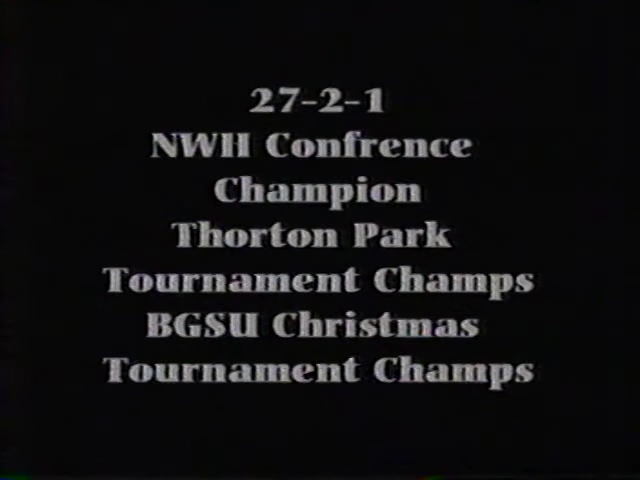 27-2-1
NWH Confrence
Champion
Thorton Park
Tournament Champs
BGSU Christmas
Tournament Champs